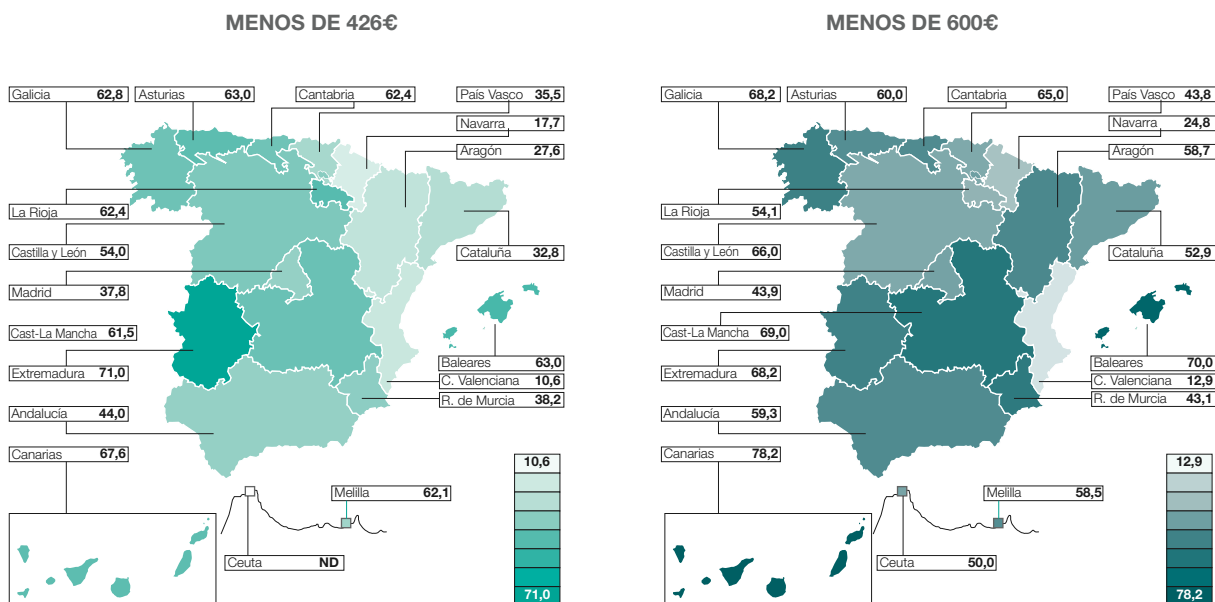 MENOS DE 426€
Galicia 62,8
Asturias 63,0
Cantabria 62,4
País Vasco 35,5
Navarra 17,7
Aragón 27,6
La Rioja 62,4
Castilla y León 54,0
Cataluña 32,8
Madrid 37,8
Cast-La Mancha 61,5
Baleares 63,0
Extremadura 71,0
C. Valenciana 10,6
R. de Murcia 38,2
Andalucía 44,0
Canarias 67,6
10,6
Melilla 62,1
Ceuta ND
71,0
MENOS DE 600€
Galicia 68,2
Asturias 60,0
Cantabria 65,0
País Vasco 43,8
Navarra 24,8
Aragón 58,7
La Rioja 54,1
Castilla y León 66,0
Cataluña 52,9
Madrid 43,9
Cast-La Mancha 69,0
Baleares 70,0
Extremadura 68,2
C. Valenciana 12,9
R. de Murcia 43,1
Andalucía 59,3
Canarias 78,2
12,9
Melilla 58,5
Ceuta 50,0
78,2